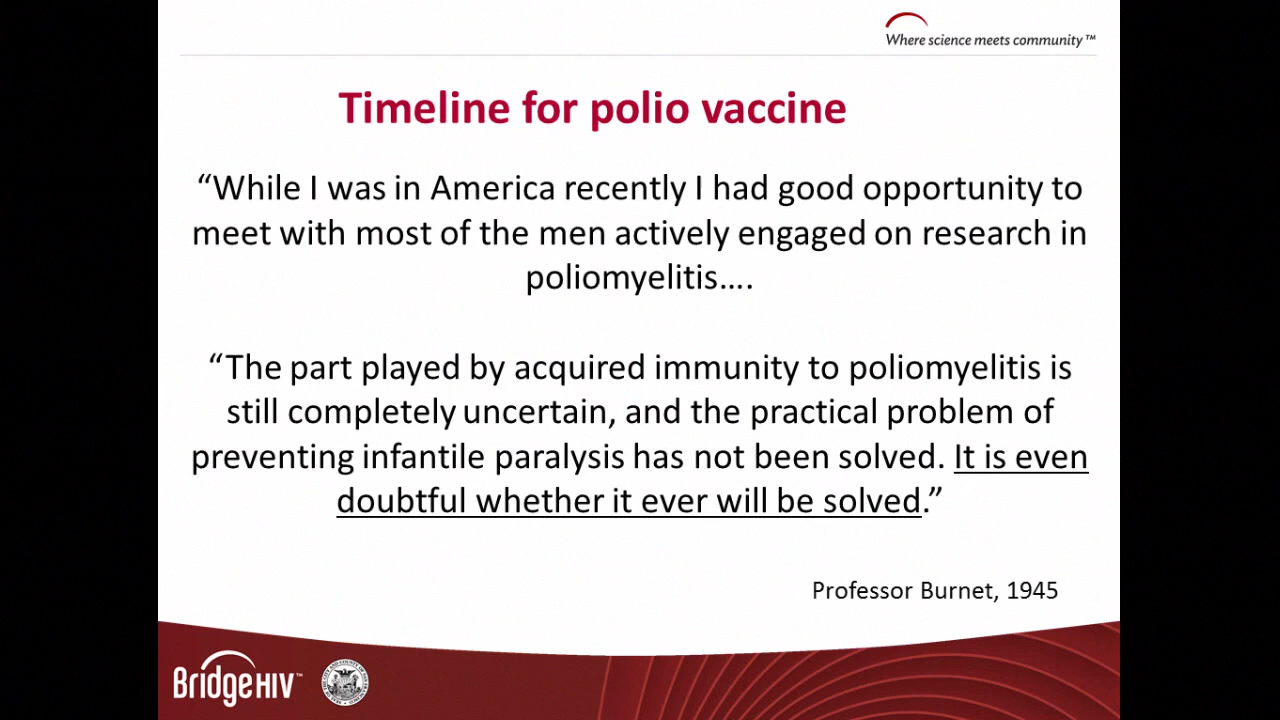 Where science meets community™
Timeline for polio vaccine
“While I was in America recently I had good opportunity to
meet with most of the men actively engaged on research in
poliomyelitis….
“The part played by acquired immunity to poliomyelitis is
still completely uncertain, and the practical problem of
preventing infantile paralysis has not been solved. It is even
doubtful whether it ever will be solved.”
Professor Burnet, 1945
BridgeHIV™